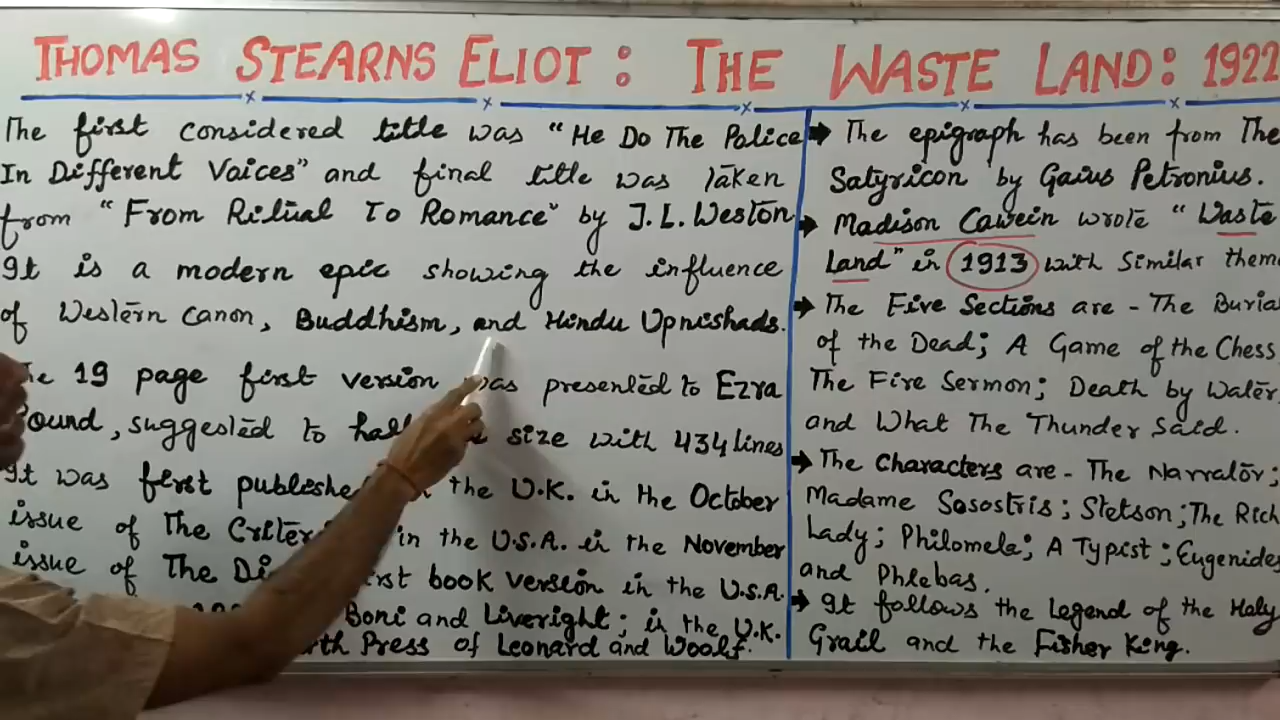 THOMAS STEARNS ELIOT : THE WASTE LAND : 1922
The first considered title was "He Do The Police
In Different Voices" and final title was Taken
from "From Ritual To Romance" by J.L. Weston
It is a modern epic showing the influence
of Western Canon, Buddhism, and Hindu Upnishads.
19 page first version was presented to Ezra
Pound, suggested to size with 434 lines
It was first published the U.K. in the October
issue of The in the U.S.A. in the November
issue of The book version in the U.S.A.
Boni and Liveright ; in the U.K.
Press of Leonard and Woolf.
➡ The epigraph has been from The
Satyricon by Gaius Petronius.
➡ Madison Cawein wrote "Waste
Land" in 1913 with Similar them
➡ The Five Sections are - The Burial
of the Dead; A Game of the Chess
The Fire Sermon; Death by Water,
and What The Thunder Said.
➡ The Characters are - The Narrator;
Madame Sosostris ; Stetson ; The Rich
Lady; Philomela; A Typist ; Eugenides
and Phlebas.
➡ It follows the Legend of the Holy
Grail and the Fisher King.